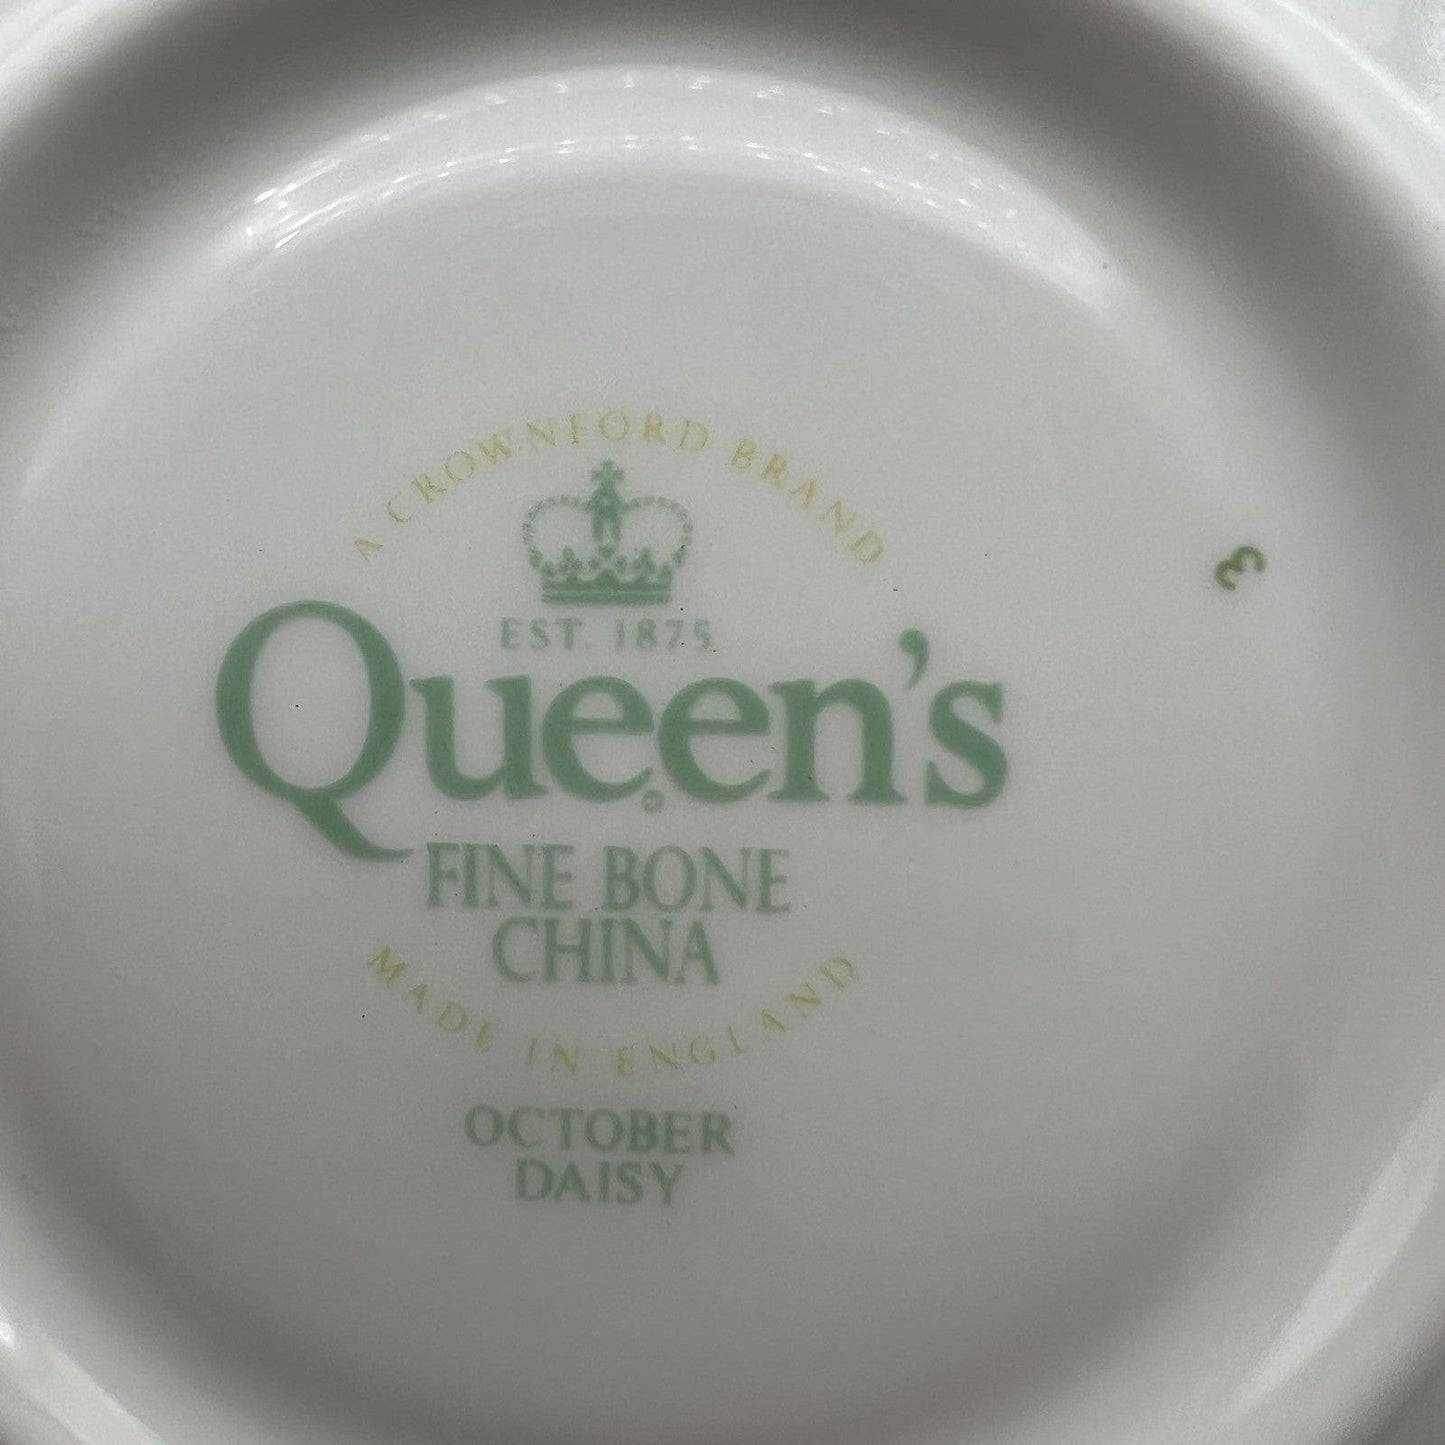 A CROWNFORD BRAND
EST. 1875
Queen's
®
FINE BONE
CHINA
MADE IN ENGLAND
OCTOBER
DAISY
3